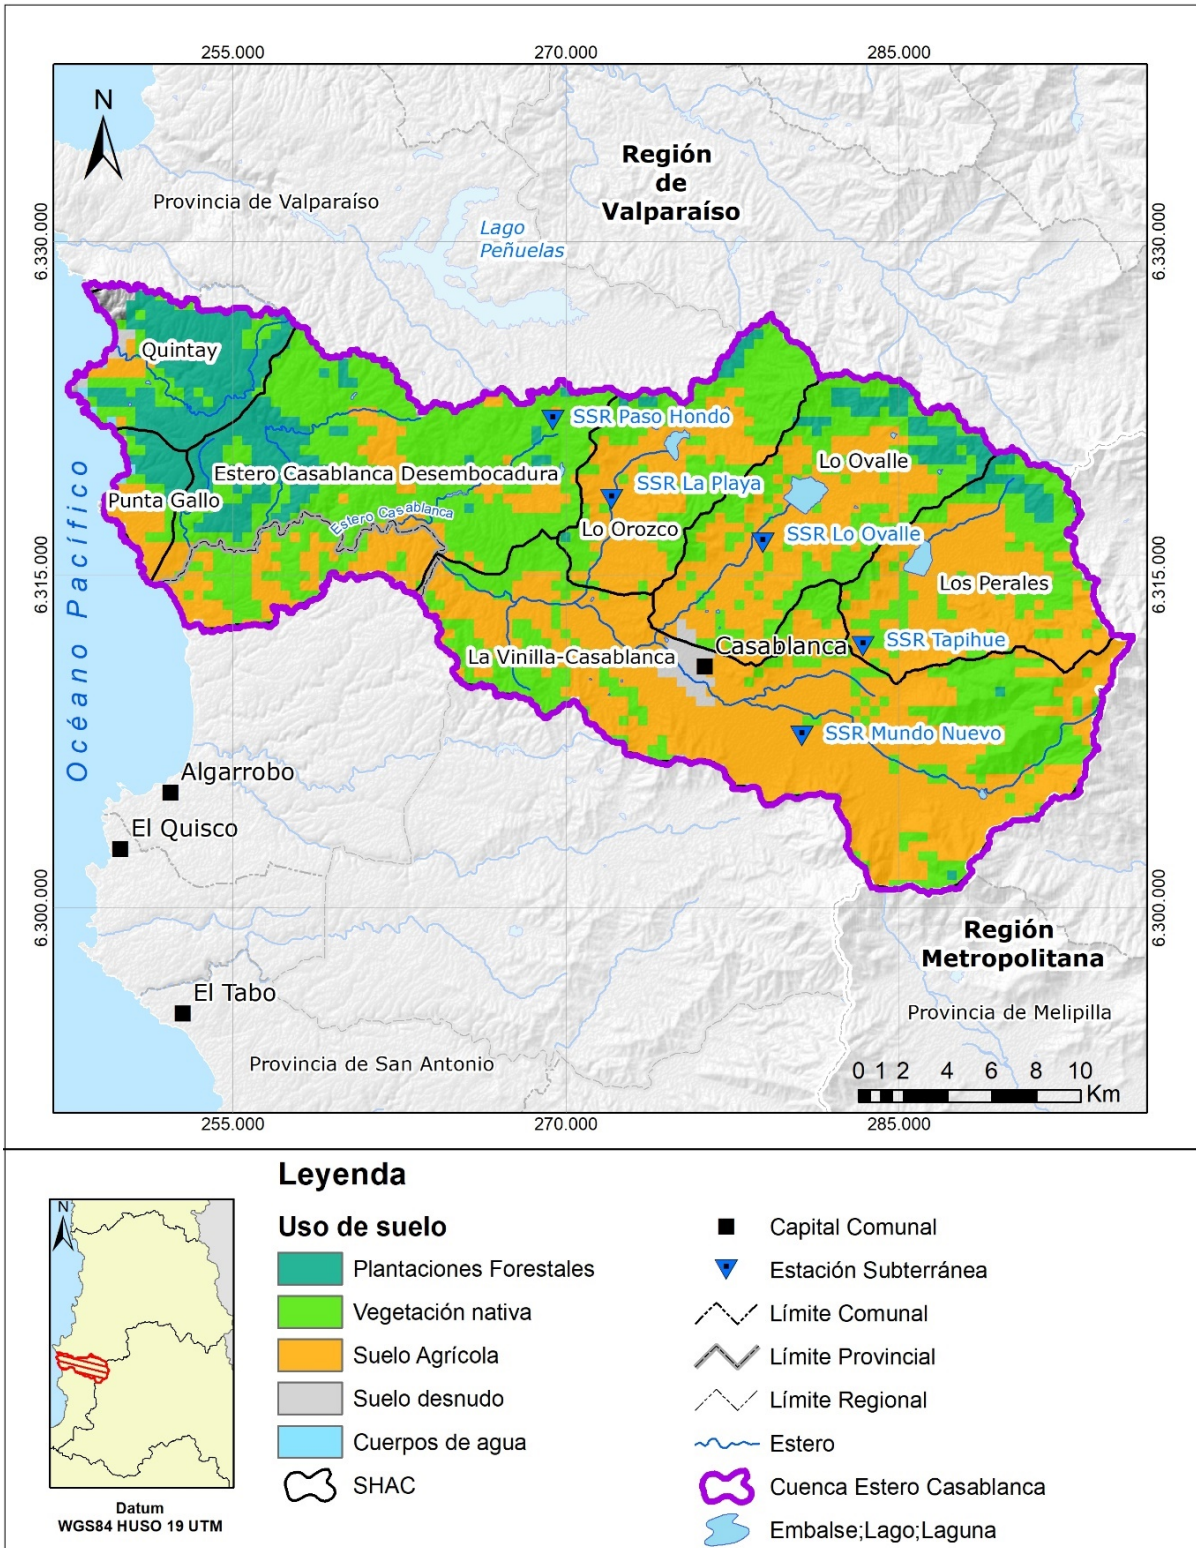 255.000
270.000
285.000
N
Región
de
Valparaíso
Provincia de Valparaíso
Lago
Peñuelas
6.330.000
6.330.000
Quintay
SSR Paso Hondo
Lo Ovalle
Estero Casablanca Desembocadura
SSR La Playa
Punta Gallo
Estero Casablanca
Lo Orozco
SSR Lo Ovalle
6.315.000
6.315.000
Los Perales
Océano Pacífico
SSR Tapihue
Casablanca
La Vinilla-Casablanca
SSR Mundo Nuevo
Algarrobo
El Quisco
6.300.000
6.300.000
Región
Metropolitana
El Tabo
Provincia de Melipilla
Provincia de San Antonio
0 1 2 4 6 8 10
Km
255.000
270.000
285.000
Leyenda
Uso de suelo
Plantaciones Forestales
Vegetación nativa
Suelo Agrícola
Suelo desnudo
Cuerpos de agua
SHAC
Capital Comunal
Estación Subterránea
Límite Comunal
Límite Provincial
Límite Regional
Estero
Cuenca Estero Casablanca
Embalse;Lago;Laguna
N
Datum
WGS84 HUSO 19 UTM